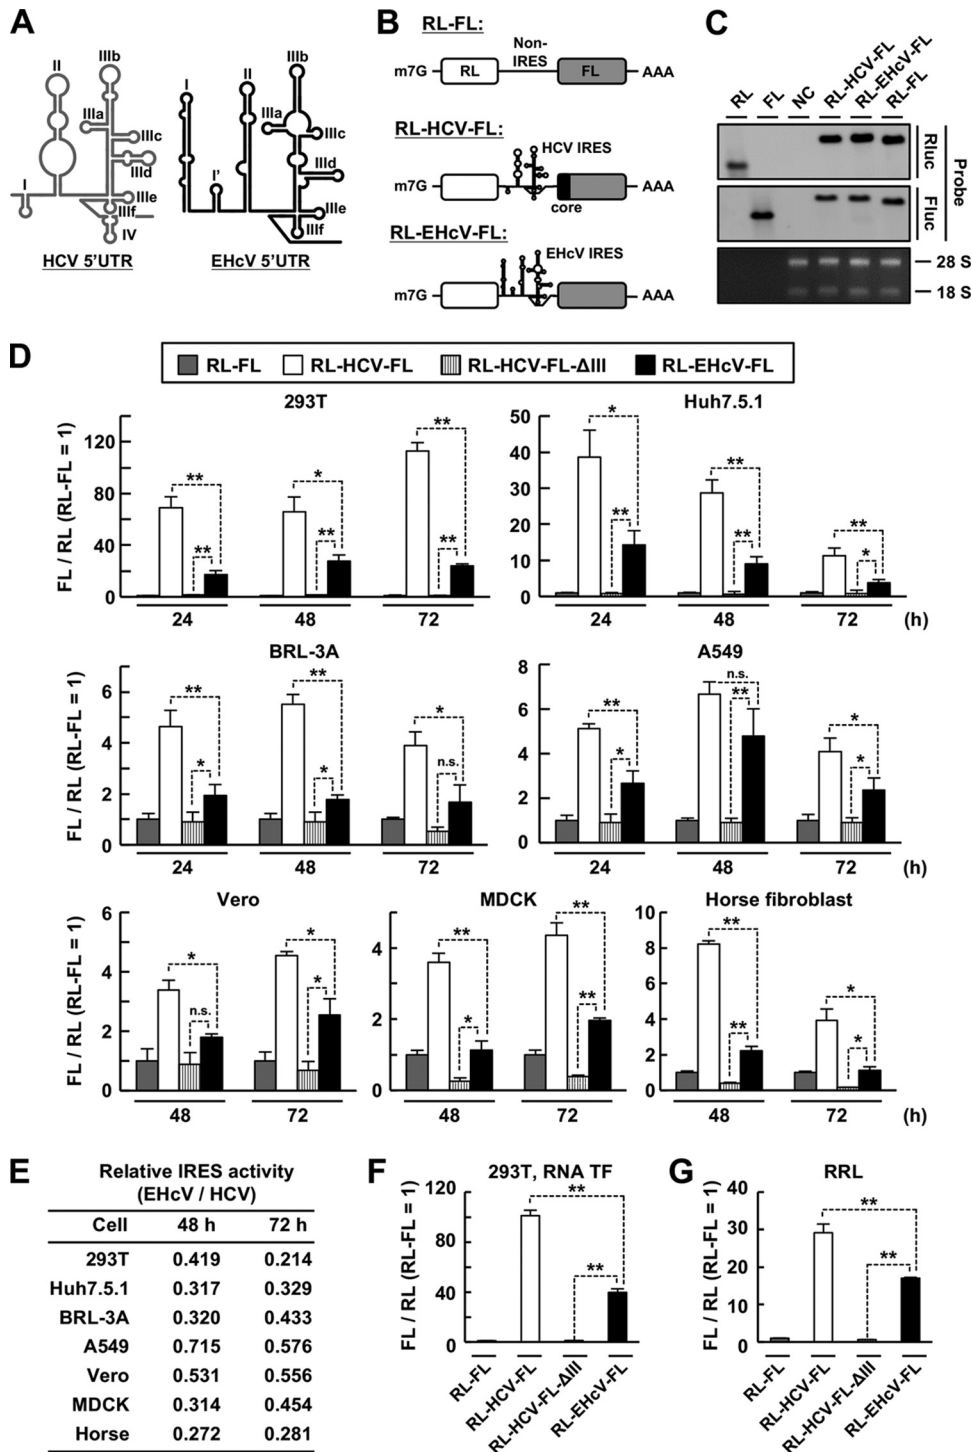 A
IIIb
II
IIIa
IIIc
IIId
I
IIIe
IIIf
IV
HCV 5'UTR
IIIb
II
I
IIIa
IIIc
IIId
I'
IIIe
IIIf
EHcV 5'UTR
B
RL-FL:
Non-
IRES
m7G RL FL AAA
RL-HCV-FL:
HCV IRES
m7G AAA
core
RL-EHcV-FL:
EHcV IRES
m7G AAA
C
RL FL NC RL-HCV-FL RL-EHcV-FL RL-FL
Rluc
Fluc
Probe
28 S
18 S
D
RL-FL RL-HCV-FL RL-HCV-FL-ΔIII RL-EHcV-FL
293T
FL / RL (RL-FL = 1)
120
80
40
0
** ** * ** ** **
24 48 72
Huh7.5.1
50
40
30
20
10
0
* ** ** ** ** *
24 48 72 (h)
BRL-3A
FL / RL (RL-FL = 1)
6
4
2
0
** * ** * * n.s.
24 48 72
A549
8
6
4
2
0
** * n.s. ** * *
24 48 72 (h)
Vero
FL / RL (RL-FL = 1)
6
4
2
0
* n.s. * *
48 72
MDCK
4
2
0
** * ** **
48 72
Horse fibroblast
10
8
6
4
2
0
** ** * *
48 72 (h)
E
Relative IRES activity
(EHcV / HCV)
Cell 48 h 72 h
293T 0.419 0.214
Huh7.5.1 0.317 0.329
BRL-3A 0.320 0.433
A549 0.715 0.576
Vero 0.531 0.556
MDCK 0.314 0.454
Horse 0.272 0.281
F
293T, RNA TF
FL / RL (RL-FL = 1)
120
80
40
0
** **
RL-FL
RL-HCV-FL
RL-HCV-FL-ΔIII
RL-EHcV-FL
G
RRL
FL / RL (RL-FL = 1)
40
30
20
10
0
** **
RL-FL
RL-HCV-FL
RL-HCV-FL-ΔIII
RL-EHcV-FL